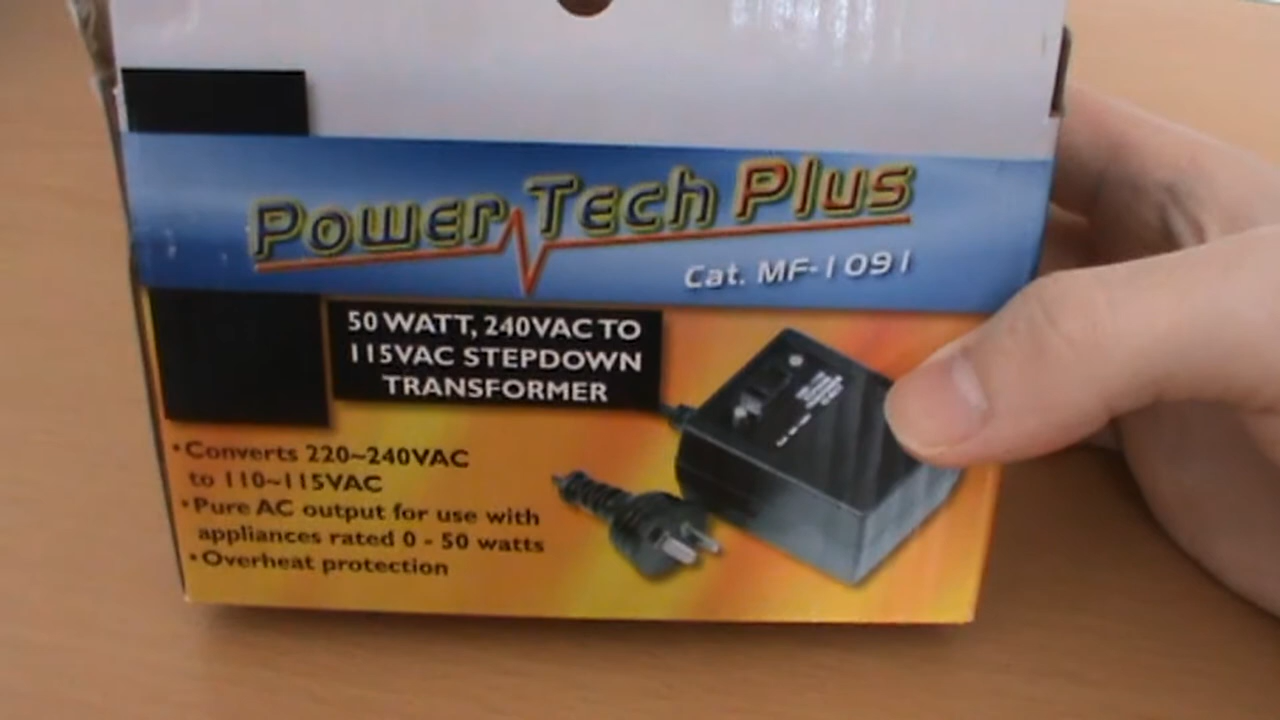 Power Tech Plus
Cat. MF-1091
50 WATT, 240VAC TO
115VAC STEPDOWN
TRANSFORMER
• Converts 220~240VAC
to 110~115VAC
• Pure AC output for use with
appliances rated 0 - 50 watts
• Overheat protection